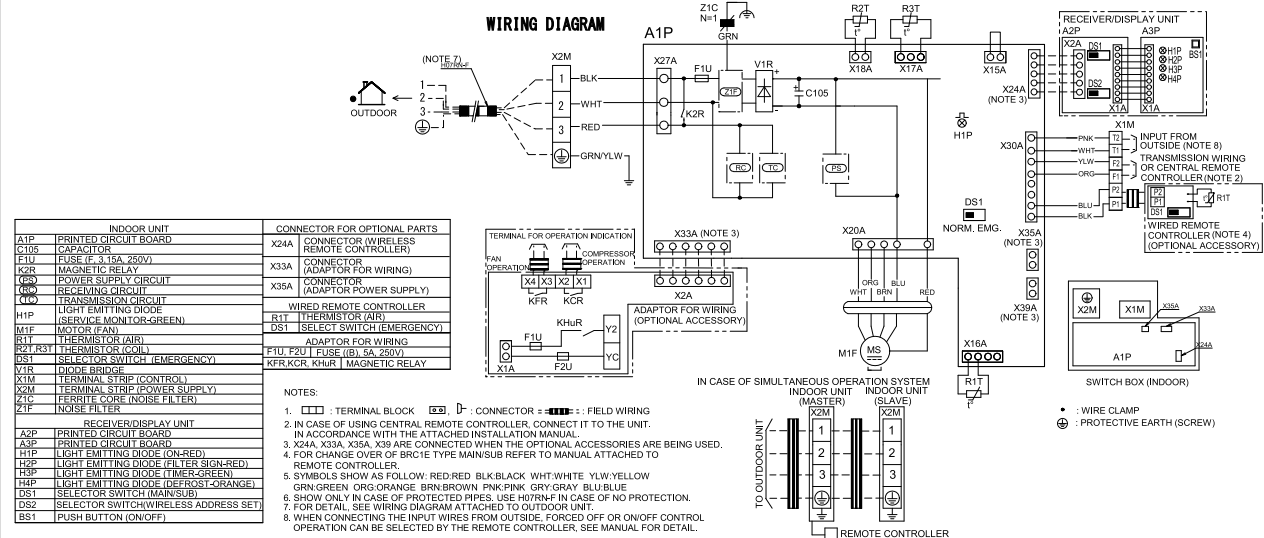 WIRING DIAGRAM
Z1C
N=1
GRN
A1P
R2T
t°
X18A
R3T
t°
X17A
X15A
RECEIVER/DISPLAY UNIT
A2P
A3P
X2A
DS1
BS1
H1P
H2P
H3P
H4P
DS2
X24A
(NOTE 3)
X1A
X1A
(NOTE 7)
H07RN-F
OUTDOOR
1
2
3
X2M
1
2
3
BLK
WHT
RED
GRN/YLW
X27A
F1U
Z1F
V1R
+
-
C105
K2R
RC
TC
PS
H1P
DS1
NORM. EMG.
X30A
PNK
WHT
YLW
ORG
BLU
BLK
X1M
T2
T1
F2
F1
P2
P1
INPUT FROM
OUTSIDE (NOTE 8)
TRANSMISSION WIRING
OR CENTRAL REMOTE
CONTROLLER (NOTE 2)
P2
P1
DS1
t°
R1T
WIRED REMOTE
CONTROLLER (NOTE 4)
(OPTIONAL ACCESSORY)
X35A
(NOTE 3)
X39A
(NOTE 3)
X20A
WHT
ORG
BRN
BLU
RED
M1F
MS
X16A
R1T
t°
TERMINAL FOR OPERATION INDICATION
FAN
OPERATION
COMPRESSOR
OPERATION
X4 X3 X2 X1
KFR
KCR
KHuR
F1U
F2U
Y2
YC
X1A
X33A (NOTE 3)
X2A
ADAPTOR FOR WIRING
(OPTIONAL ACCESSORY)
X2M
X1M
X35A
X33A
X24A
A1P
SWITCH BOX (INDOOR)
: WIRE CLAMP
: PROTECTIVE EARTH (SCREW)
IN CASE OF SIMULTANEOUS OPERATION SYSTEM
INDOOR UNIT
(MASTER)
INDOOR UNIT
(SLAVE)
X2M
X2M
1
2
3
1
2
3
TO OUTDOOR UNIT
REMOTE CONTROLLER
INDOOR UNIT
A1P PRINTED CIRCUIT BOARD
C105 CAPACITOR
F1U FUSE (F, 3,15A, 250V)
K2R MAGNETIC RELAY
PS POWER SUPPLY CIRCUIT
RC RECEIVING CIRCUIT
TC TRANSMISSION CIRCUIT
H1P LIGHT EMITTING DIODE
(SERVICE MONITOR-GREEN)
M1F MOTOR (FAN)
R1T THERMISTOR (AIR)
R2T,R3T THERMISTOR (COIL)
DS1 SELECTOR SWITCH (EMERGENCY)
V1R DIODE BRIDGE
X1M TERMINAL STRIP (CONTROL)
X2M TERMINAL STRIP (POWER SUPPLY)
Z1C FERRITE CORE (NOISE FILTER)
Z1F NOISE FILTER
RECEIVER/DISPLAY UNIT
A2P PRINTED CIRCUIT BOARD
A3P PRINTED CIRCUIT BOARD
H1P LIGHT EMITTING DIODE (ON-RED)
H2P LIGHT EMITTING DIODE (FILTER SIGN-RED)
H3P LIGHT EMITTING DIODE (TIMER-GREEN)
H4P LIGHT EMITTING DIODE (DEFROST-ORANGE)
DS1 SELECTOR SWITCH (MAIN/SUB)
DS2 SELECTOR SWITCH(WIRELESS ADDRESS SET)
BS1 PUSH BUTTON (ON/OFF)
CONNECTOR FOR OPTIONAL PARTS
X24A CONNECTOR (WIRELESS
REMOTE CONTROLLER)
X33A CONNECTOR
(ADAPTOR FOR WIRING)
X35A CONNECTOR
(ADAPTOR POWER SUPPLY)
WIRED REMOTE CONTROLLER
R1T THERMISTOR (AIR)
DS1 SELECT SWITCH (EMERGENCY)
ADAPTOR FOR WIRING
F1U, F2U FUSE ((B), 5A, 250V)
KFR,KCR, KHuR MAGNETIC RELAY
NOTES:
1. : TERMINAL BLOCK , : CONNECTOR : FIELD WIRING
2. IN CASE OF USING CENTRAL REMOTE CONTROLLER, CONNECT IT TO THE UNIT.
IN ACCORDANCE WITH THE ATTACHED INSTALLATION MANUAL.
3. X24A, X33A, X35A, X39 ARE CONNECTED WHEN THE OPTIONAL ACCESSORIES ARE BEING USED.
4. FOR CHANGE OVER OF BRC1E TYPE MAIN/SUB REFER TO MANUAL ATTACHED TO
REMOTE CONTROLLER.
5. SYMBOLS SHOW AS FOLLOW: RED:RED BLK:BLACK WHT:WHITE YLW:YELLOW
GRN:GREEN ORG:ORANGE BRN:BROWN PNK:PINK GRY:GRAY BLU:BLUE
6. SHOW ONLY IN CASE OF PROTECTED PIPES. USE H07RN-F IN CASE OF NO PROTECTION.
7. FOR DETAIL, SEE WIRING DIAGRAM ATTACHED TO OUTDOOR UNIT.
8. WHEN CONNECTING THE INPUT WIRES FROM OUTSIDE, FORCED OFF OR ON/OFF CONTROL
OPERATION CAN BE SELECTED BY THE REMOTE CONTROLLER, SEE MANUAL FOR DETAIL.